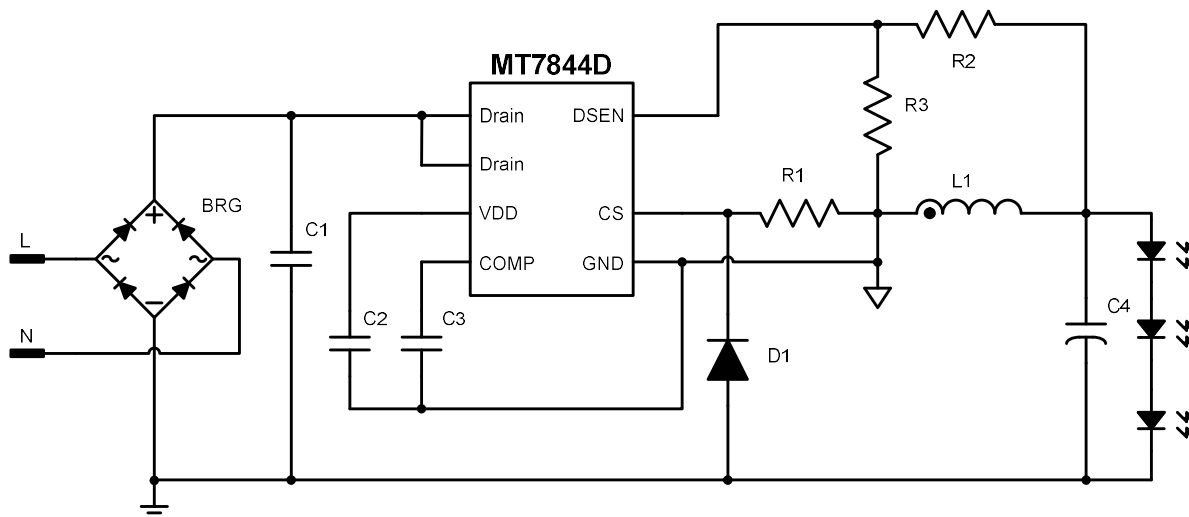 MT7844D
R2
Drain
DSEN
R3
Drain
R1
L1
BRG
VDD
CS
C1
L
COMP
GND
C2
C3
C4
N
D1